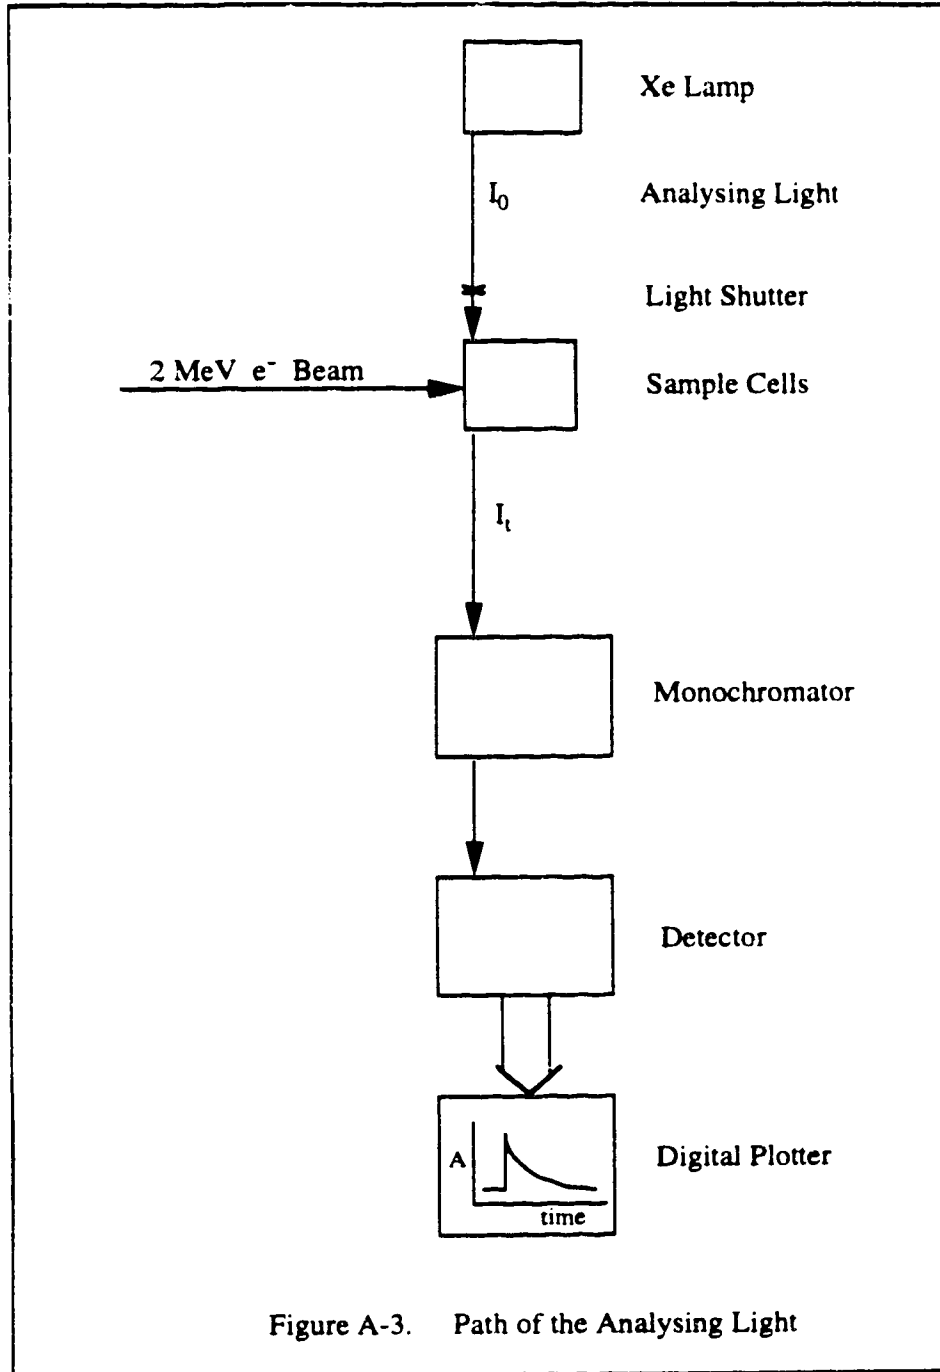 Xe Lamp
I₀ Analysing Light
Light Shutter
2 MeV e⁻ Beam
Sample Cells
Iₜ
Monochromator
Detector
A
time
Digital Plotter
Figure A-3. Path of the Analysing Light